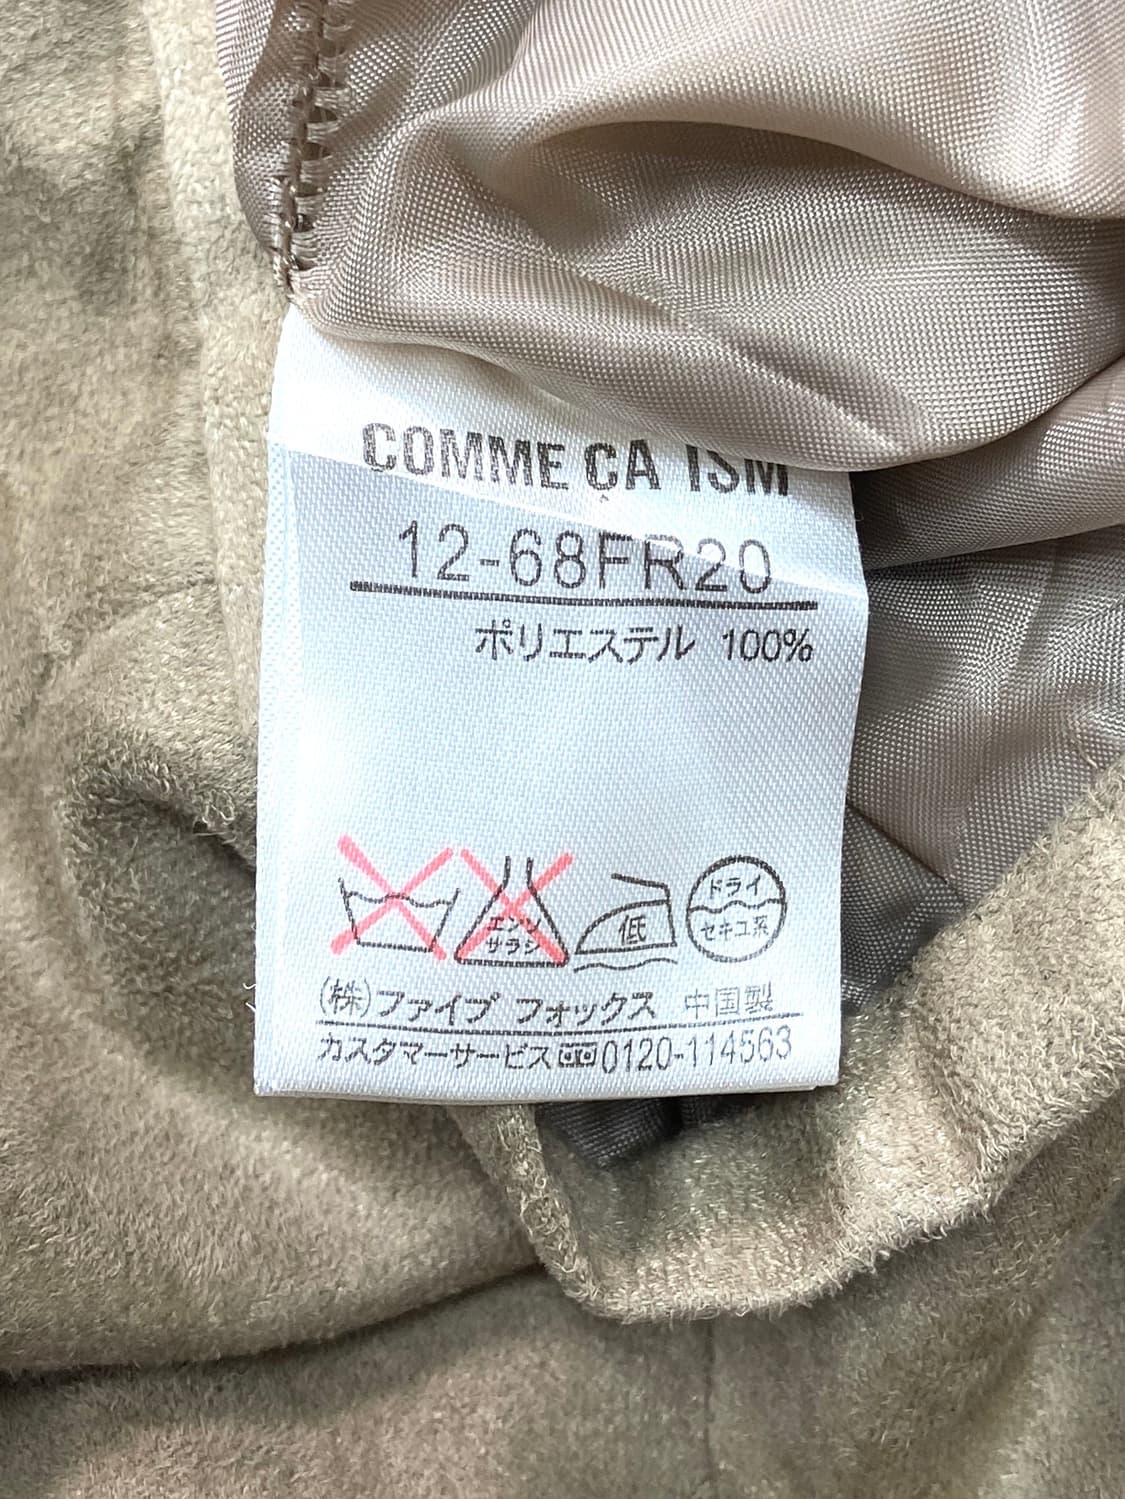 COMME ÇA ISM
12-68FR20
ポリエステル 100%
エンソ
サラシ
低
ドライ
セキユ系
(株)ファイブ フォックス 中国製
カスタマーサービス 0120-114563